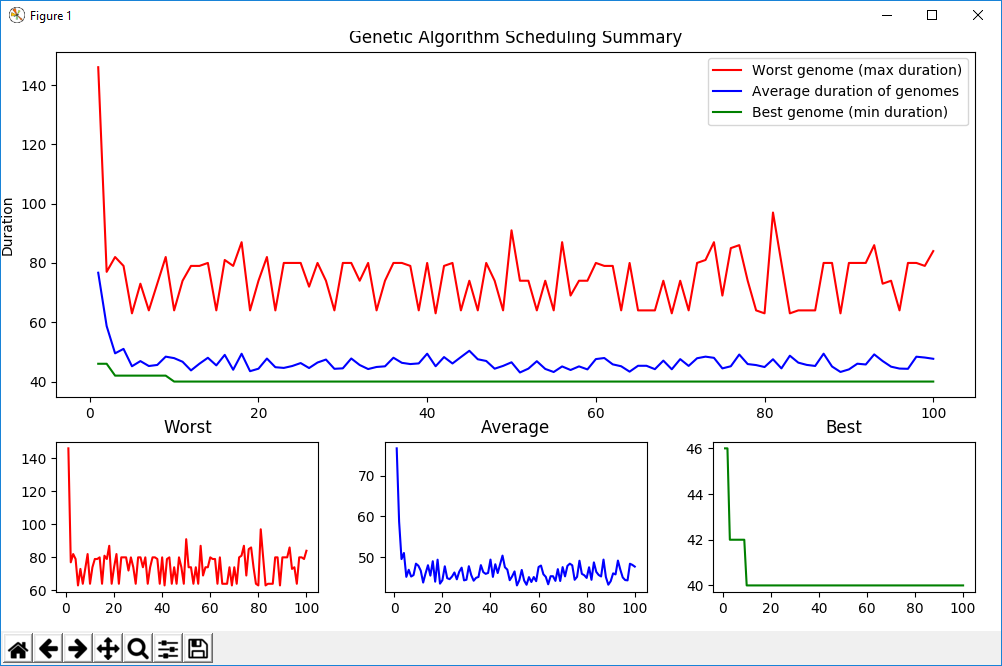 Figure 1
Genetic Algorithm Scheduling Summary
Worst genome (max duration)
Average duration of genomes
Best genome (min duration)
Duration
140
120
100
80
60
40
0 20 40 60 80 100
Worst
140
120
100
80
60
0 20 40 60 80 100
Average
70
60
50
0 20 40 60 80 100
Best
46
44
42
40
0 20 40 60 80 100